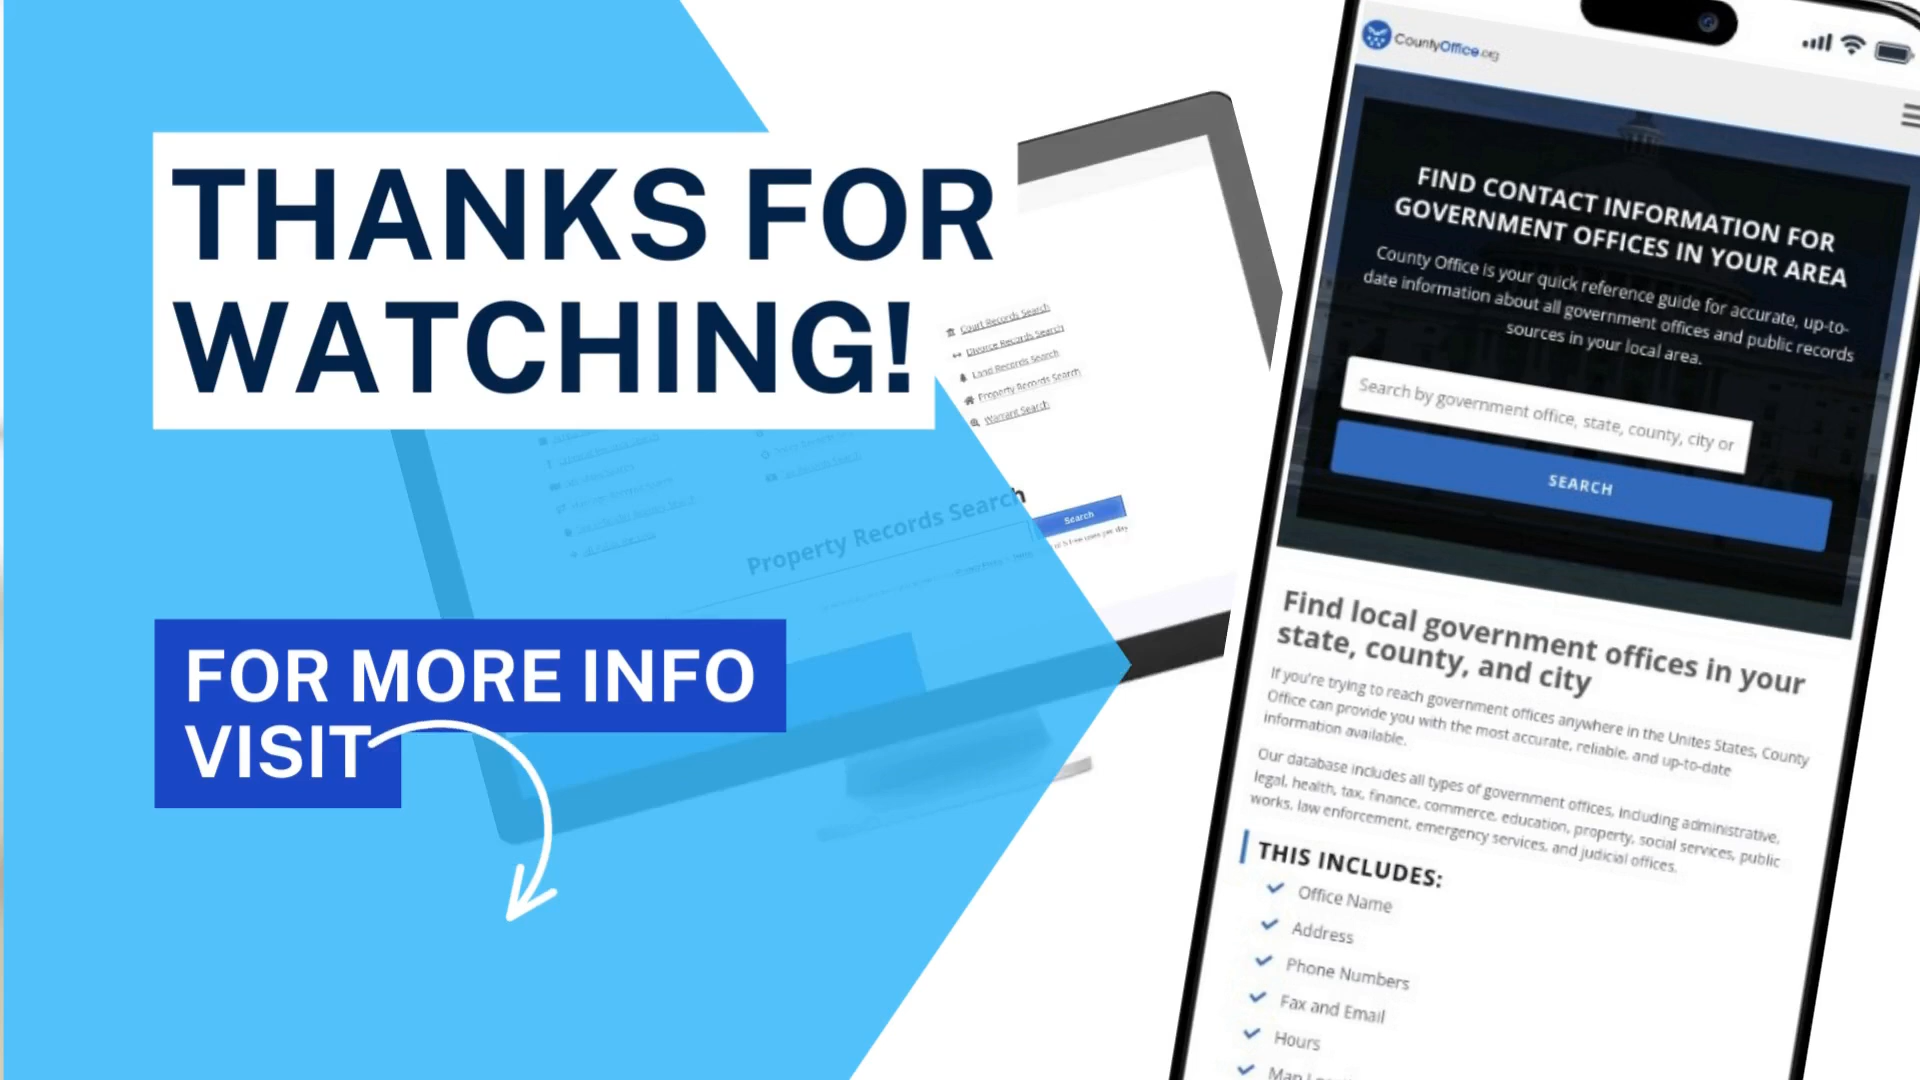 THANKS FOR
WATCHING!
FOR MORE INFO
VISIT
Court Records Search
Divorce Records Search
Land Records Search
Property Records Search
Warrant Search
Property Records Search
Search
of 5 free uses per day
CountyOffice.org
FIND CONTACT INFORMATION FOR
GOVERNMENT OFFICES IN YOUR AREA
County Office is your quick reference guide for accurate, up-to-
date information about all government offices and public records
sources in your local area.
Search by government office, state, county, city or
SEARCH
Find local government offices in your
state, county, and city
If you're trying to reach government offices anywhere in the Unites States, County
Office can provide you with the most accurate, reliable, and up-to-date
information available.
Our database includes all types of government offices, including administrative,
legal, health, tax, finance, commerce, education, property, social services, public
works, law enforcement, emergency services, and judicial offices.
THIS INCLUDES:
Office Name
Address
Phone Numbers
Fax and Email
Hours
Map